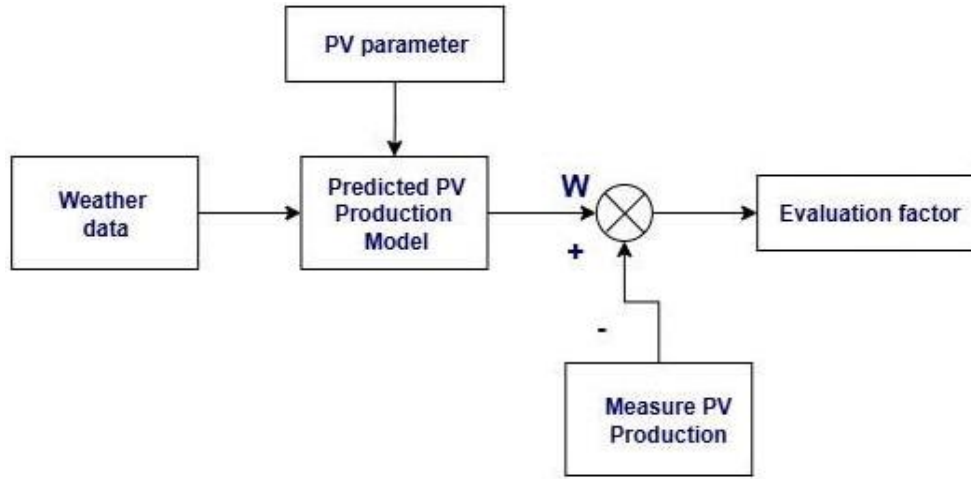 PV parameter
Weather
data
Predicted PV
Production
Model
W
+
Evaluation factor
-
Measure PV
Production